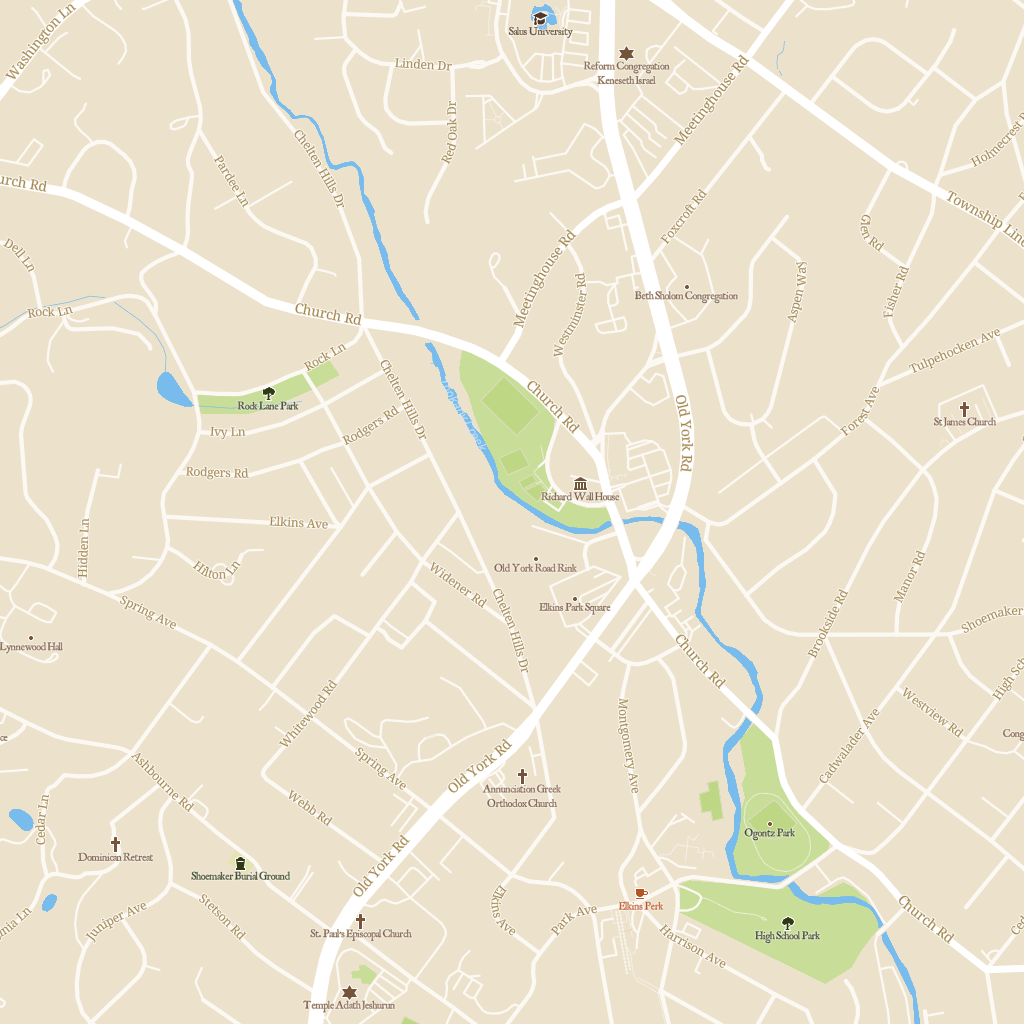 Washington Ln
Salus University
Linden Dr
Reform Congregation
Keneseth Israel
Meetinghouse Rd
Red Oak Dr
Chelten Hills Dr
Pardee Ln
Church Rd
Township Line
Foxcroft Rd
Glen Rd
Dell Ln
Meetinghouse Rd
Westminster Rd
Beth Sholom Congregation
Aspen Way
Fisher Rd
Rock Ln
Church Rd
Rock Ln
Tulpehocken Ave
Chelten Hills Dr
Rock Lane Park
Church Rd
Old York Rd
Forest Ave
St James Church
Ivy Ln
Rodgers Rd
Rodgers Rd
Richard Wall House
Elkins Ave
Hidden Ln
Hilton Ln
Old York Road Rink
Widener Rd
Elkins Park Square
Manor Rd
Spring Ave
Chelten Hills Dr
Brookside Rd
Shoemaker
Lynnewood Hall
Church Rd
Whitewood Rd
Montgomery Ave
Westview Rd
Cadwalader Ave
Old York Rd
Spring Ave
Ashbourne Rd
Annunciation Greek
Orthodox Church
Webb Rd
Cedar Ln
Ogontz Park
Dominican Retreat
Old York Rd
Shoemaker Burial Ground
Elkins Ave
Elkins Perk
Park Ave
Juniper Ave
Stetson Rd
St. Paul's Episcopal Church
High School Park
Church Rd
Harrison Ave
Temple Adath Jeshurun